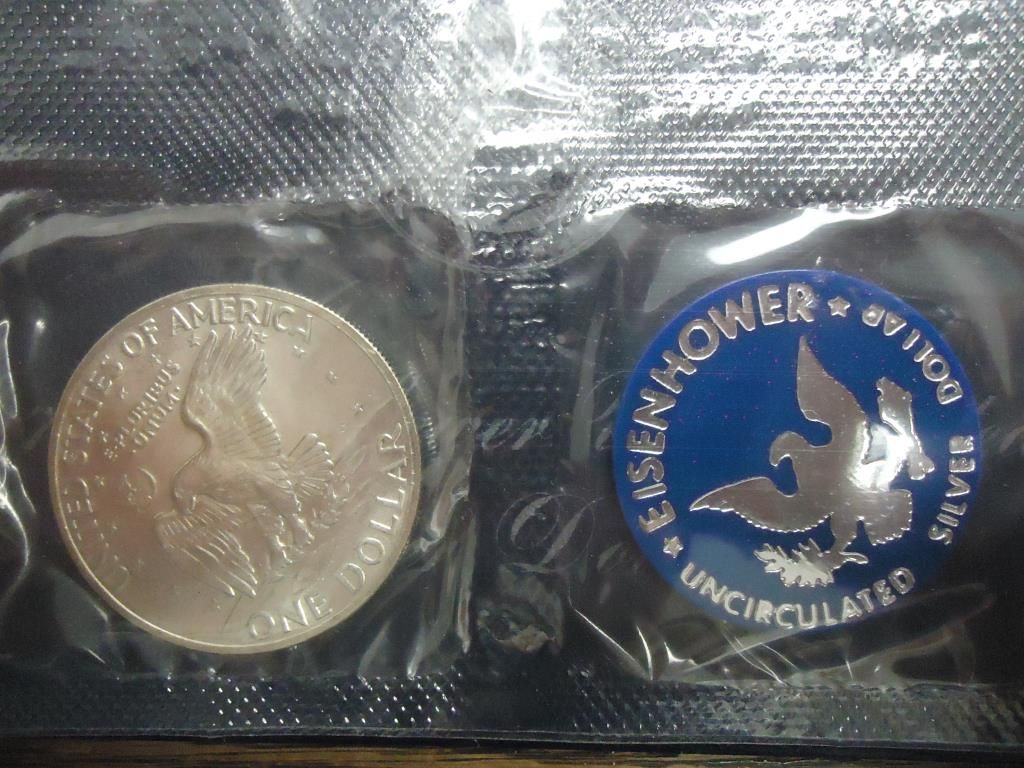 UNITED STATES OF AMERICA
E
PLURIBUS
UNUM
ONE DOLLAR
EISENHOWER
DOLLAR
SILVER
UNCIRCULATED